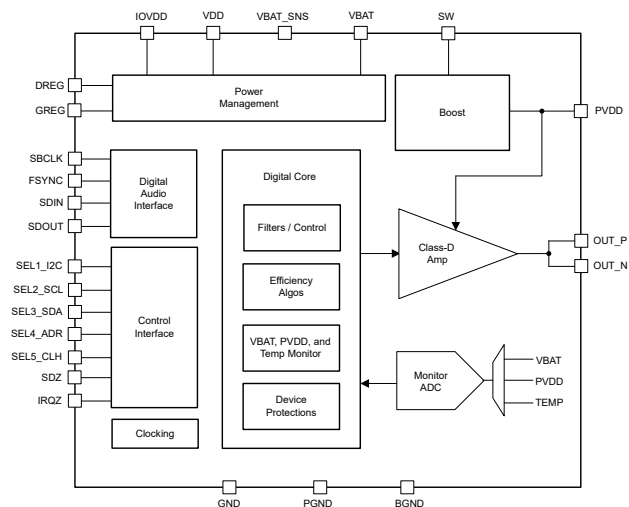 IOVDD
VDD
VBAT_SNS
VBAT
SW
DREG
GREG
Power
Management
Boost
PVDD
SBCLK
FSYNC
SDIN
SDOUT
Digital
Audio
Interface
Digital Core
Filters / Control
Efficiency
Algos
VBAT, PVDD, and
Temp Monitor
Device
Protections
Class-D
Amp
OUT_P
OUT_N
SEL1_I2C
SEL2_SCL
SEL3_SDA
SEL4_ADR
SEL5_CLH
SDZ
IRQZ
Control
Interface
Clocking
Monitor
ADC
VBAT
PVDD
TEMP
GND
PGND
BGND